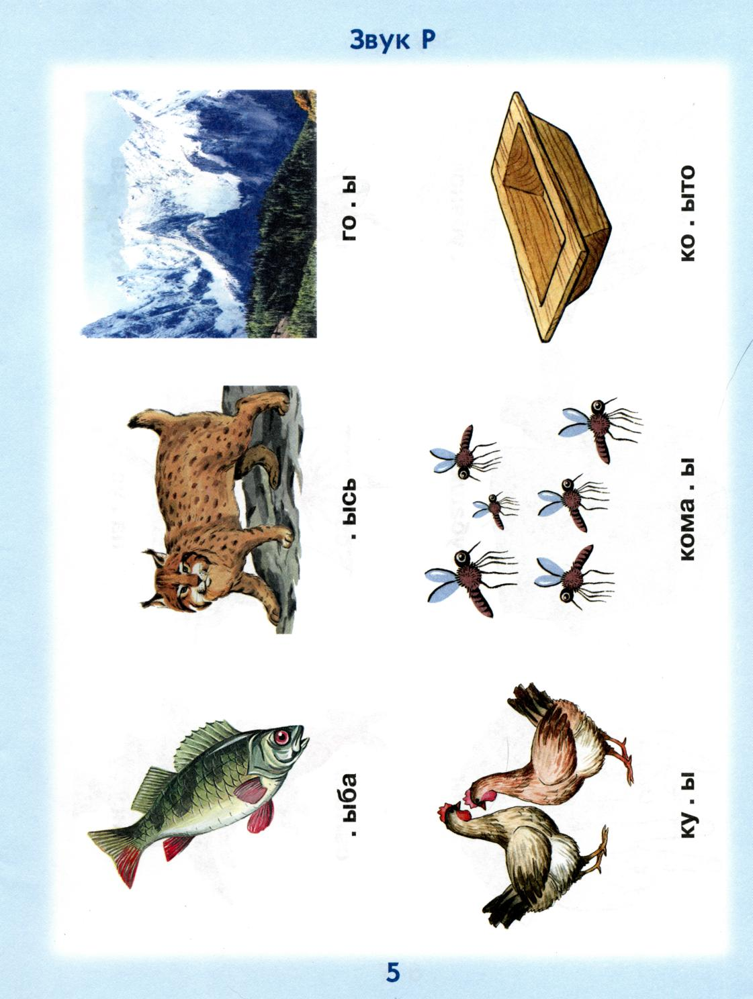 Звук Р
. ыба
. ысь
го . ы
ку . ы
кома . ы
ко . ыто
5